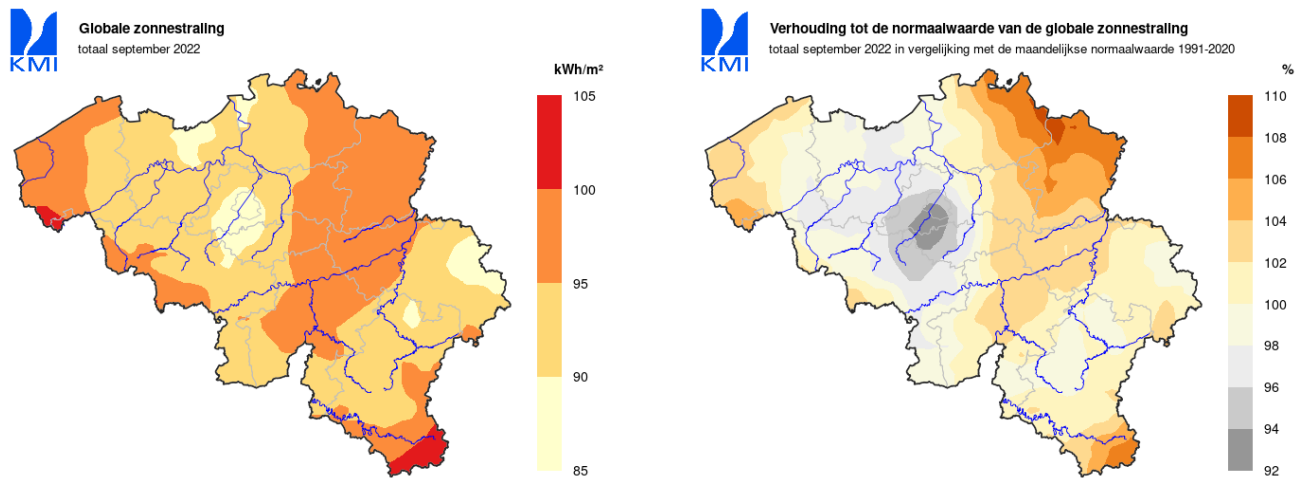 KMI
Globale zonnestraling
totaal september 2022
kWh/m²
105
100
95
90
85
KMI
Verhouding tot de normaalwaarde van de globale zonnestraling
totaal september 2022 in vergelijking met de maandelijkse normaalwaarde 1991-2020
%
110
108
106
104
102
100
98
96
94
92